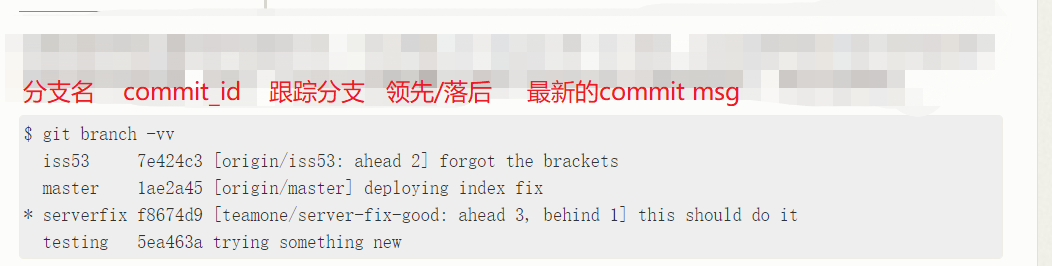 分支名 commit_id 跟踪分支 领先/落后 最新的commit msg
$ git branch -vv
iss53 7e424c3 [origin/iss53: ahead 2] forgot the brackets
master 1ae2a45 [origin/master] deploying index fix
* serverfix f8674d9 [teamone/server-fix-good: ahead 3, behind 1] this should do it
testing 5ea463a trying something new